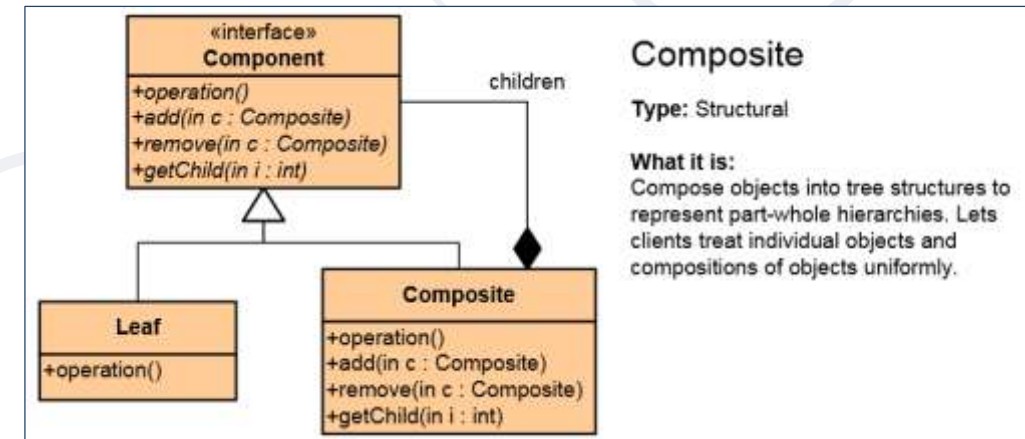 «interface»
Component
+operation()
+add(in c : Composite)
+remove(in c : Composite)
+getChild(in i : int)
children
Leaf
+operation()
Composite
+operation()
+add(in c : Composite)
+remove(in c : Composite)
+getChild(in i : int)
Composite
Type: Structural
What it is:
Compose objects into tree structures to
represent part-whole hierarchies. Lets
clients treat individual objects and
compositions of objects uniformly.